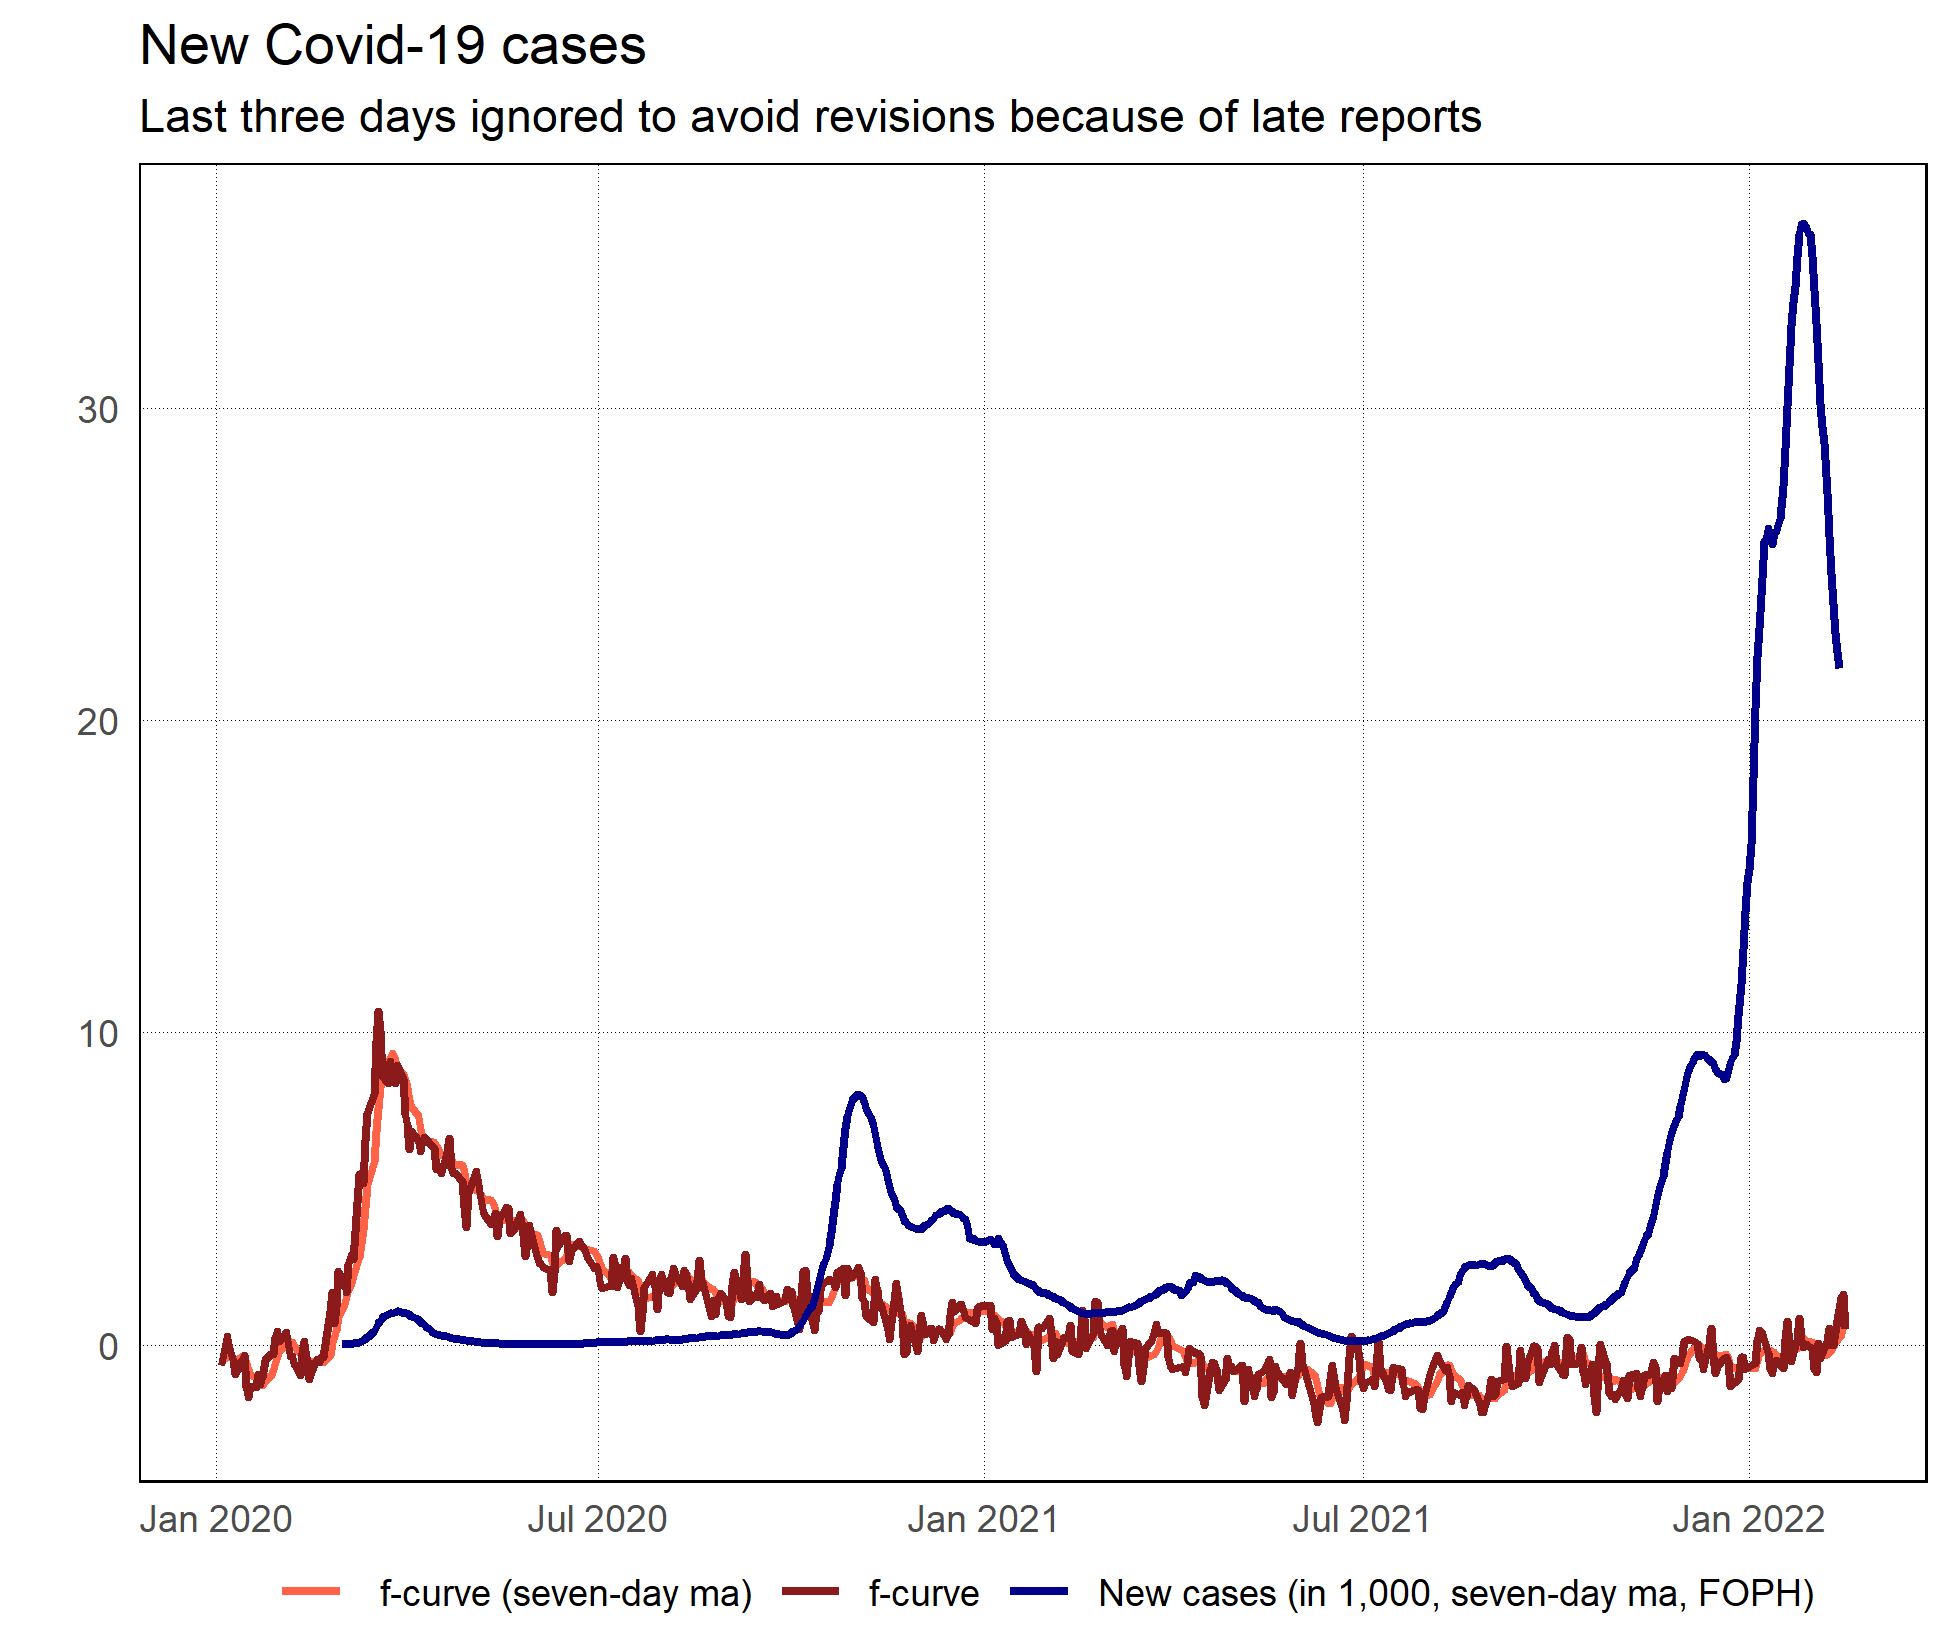 New Covid-19 cases
Last three days ignored to avoid revisions because of late reports
30
20
10
0
Jan 2020 Jul 2020 Jan 2021 Jul 2021 Jan 2022
f-curve (seven-day ma) f-curve New cases (in 1,000, seven-day ma, FOPH)